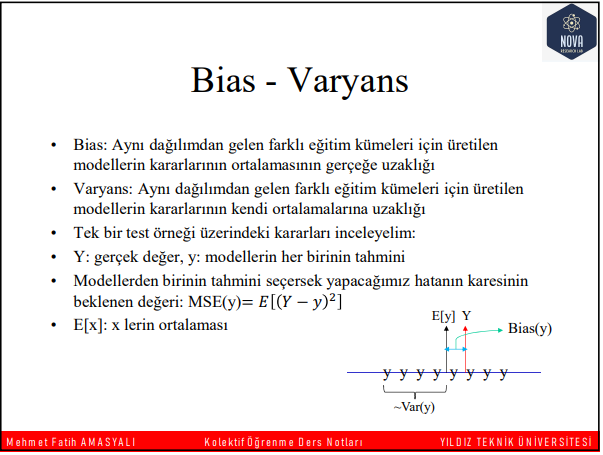 NOVA
RESEARCH LAB
Bias - Varyans
• Bias: Aynı dağılımdan gelen farklı eğitim kümeleri için üretilen
modellerin kararlarının ortalamasının gerçeğe uzaklığı
• Varyans: Aynı dağılımdan gelen farklı eğitim kümeleri için üretilen
modellerin kararlarının kendi ortalamalarına uzaklığı
• Tek bir test örneği üzerindeki kararları inceleyelim:
• Y: gerçek değer, y: modellerin her birinin tahmini
• Modellerden birinin tahmini seçersek yapacağımız hatanın karesinin
beklenen değeri: MSE(y)= E[(Y − y)²]
• E[x]: x lerin ortalaması
E[y] Y
Bias(y)
y y y y y y y y
~Var(y)
Mehmet Fatih AMASYALI Kolektif Öğrenme Ders Notları YILDIZ TEKNİK ÜNİVERSİTESİ